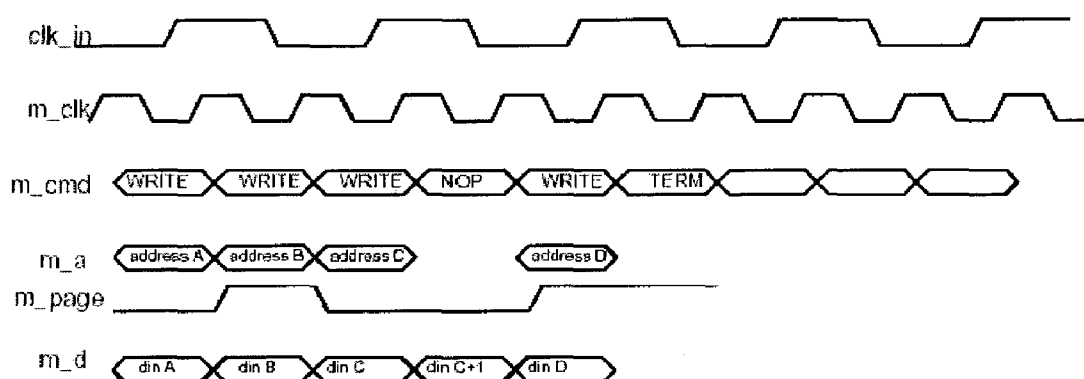 clk_in
m_clk
m_cmd WRITE WRITE WRITE NOP WRITE TERM
m_a address A address B address C address D
m_page
m_d din A din B din C din C+1 din D